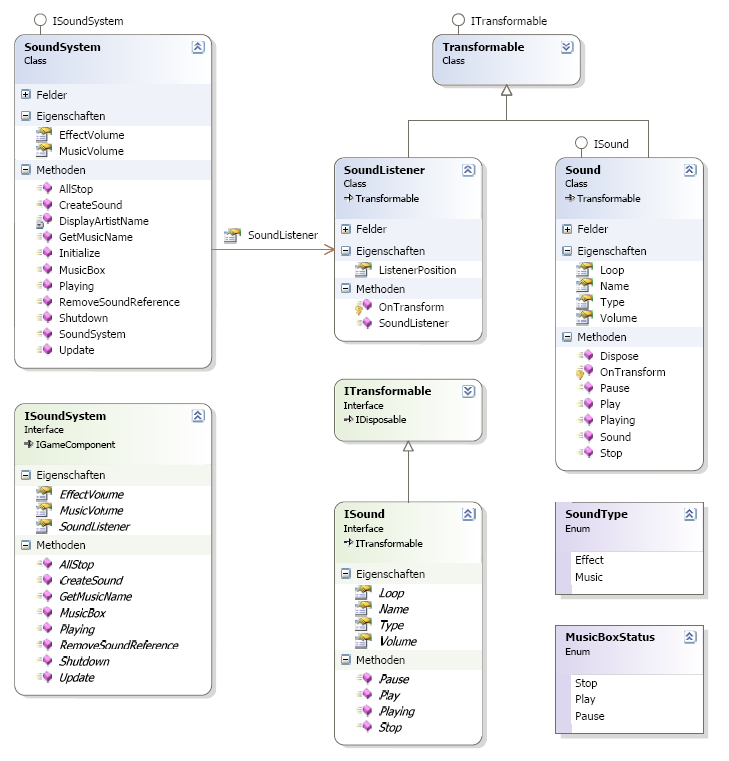 ISoundSystem
SoundSystem
Class
Felder
Eigenschaften
EffectVolume
MusicVolume
Methoden
AllStop
CreateSound
DisplayArtistName
GetMusicName
Initialize
MusicBox
Playing
RemoveSoundReference
Shutdown
SoundSystem
Update
SoundListener
ITransformable
Transformable
Class
SoundListener
Class
Transformable
Felder
Eigenschaften
ListenerPosition
Methoden
OnTransform
SoundListener
ISound
Sound
Class
Transformable
Felder
Eigenschaften
Loop
Name
Type
Volume
Methoden
Dispose
OnTransform
Pause
Play
Playing
Sound
Stop
ISoundSystem
Interface
IGameComponent
Eigenschaften
EffectVolume
MusicVolume
SoundListener
Methoden
AllStop
CreateSound
GetMusicName
MusicBox
Playing
RemoveSoundReference
Shutdown
Update
ITransformable
Interface
IDisposable
ISound
Interface
ITransformable
Eigenschaften
Loop
Name
Type
Volume
Methoden
Pause
Play
Playing
Stop
SoundType
Enum
Effect
Music
MusicBoxStatus
Enum
Stop
Play
Pause